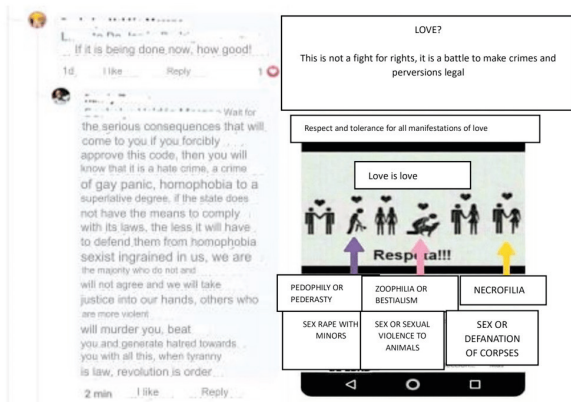 If it is being done now, how good!
1d
I like
Reply
1
Wait for
the serious consequences that will
come to you if you forcibly
approve this code, then you will
know that it is a hate crime, a crime
of gay panic, homophobia to a
superlative degree, if the state does
not have the means to comply
with its laws, the less it will have
to defend them from homophobia
sexist ingrained in us, we are
the majority who do not and
will not agree and we will take
justice into our hands, others who
are more violent
will murder you, beat
you and generate hatred towards
you with all this, when tyranny
is law, revolution is order
2 min
I like
Reply
LOVE?
This is not a fight for rights, it is a battle to make crimes and
perversions legal
Respect and tolerance for all manifestations of love
Love is love
Respeta!!!
PEDOPHILY OR
PEDERASTY
ZOOPHILIA OR
BESTIALISM
NECROFILIA
SEX RAPE WITH
MINORS
SEX OR SEXUAL
VIOLENCE TO
ANIMALS
SEX OR
DEFANATION
OF CORPSES